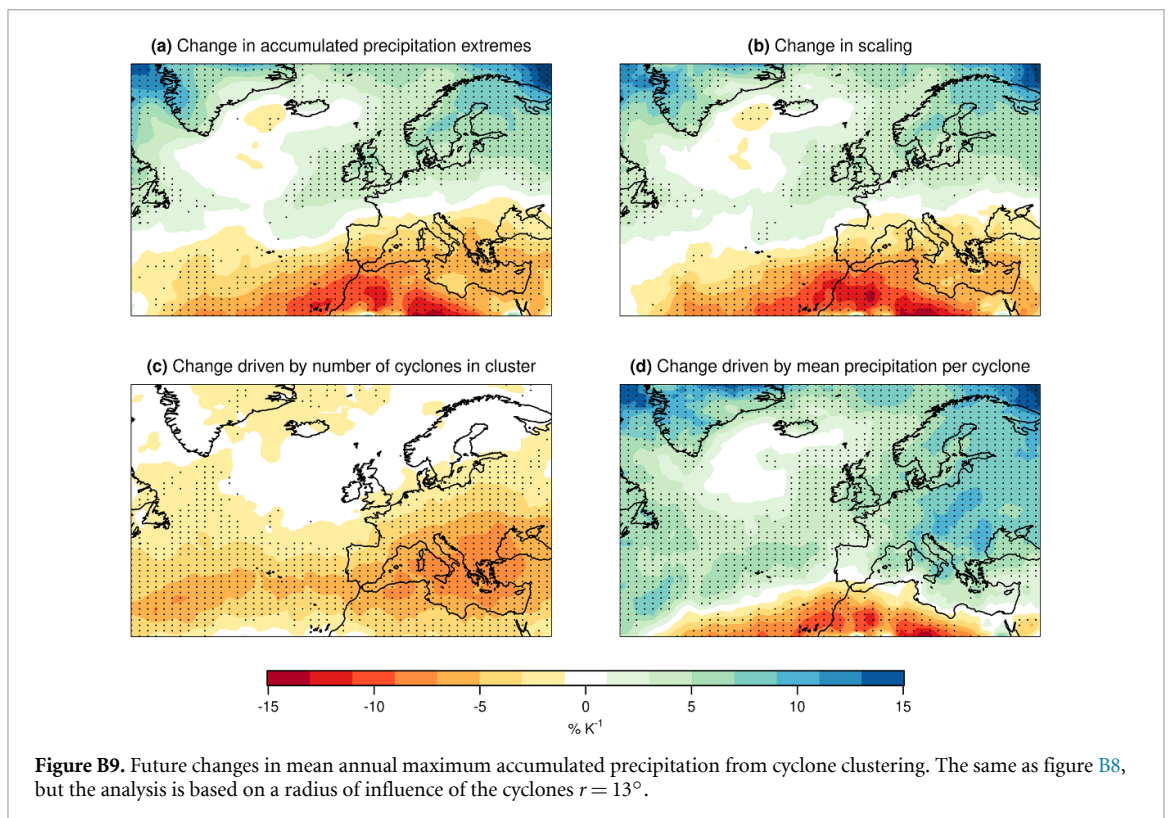 (a) Change in accumulated precipitation extremes
(b) Change in scaling
(c) Change driven by number of cyclones in cluster
(d) Change driven by mean precipitation per cyclone
-15 -10 -5 0 5 10 15
% K⁻¹
Figure B9. Future changes in mean annual maximum accumulated precipitation from cyclone clustering. The same as figure B8,
but the analysis is based on a radius of influence of the cyclones r = 13°.